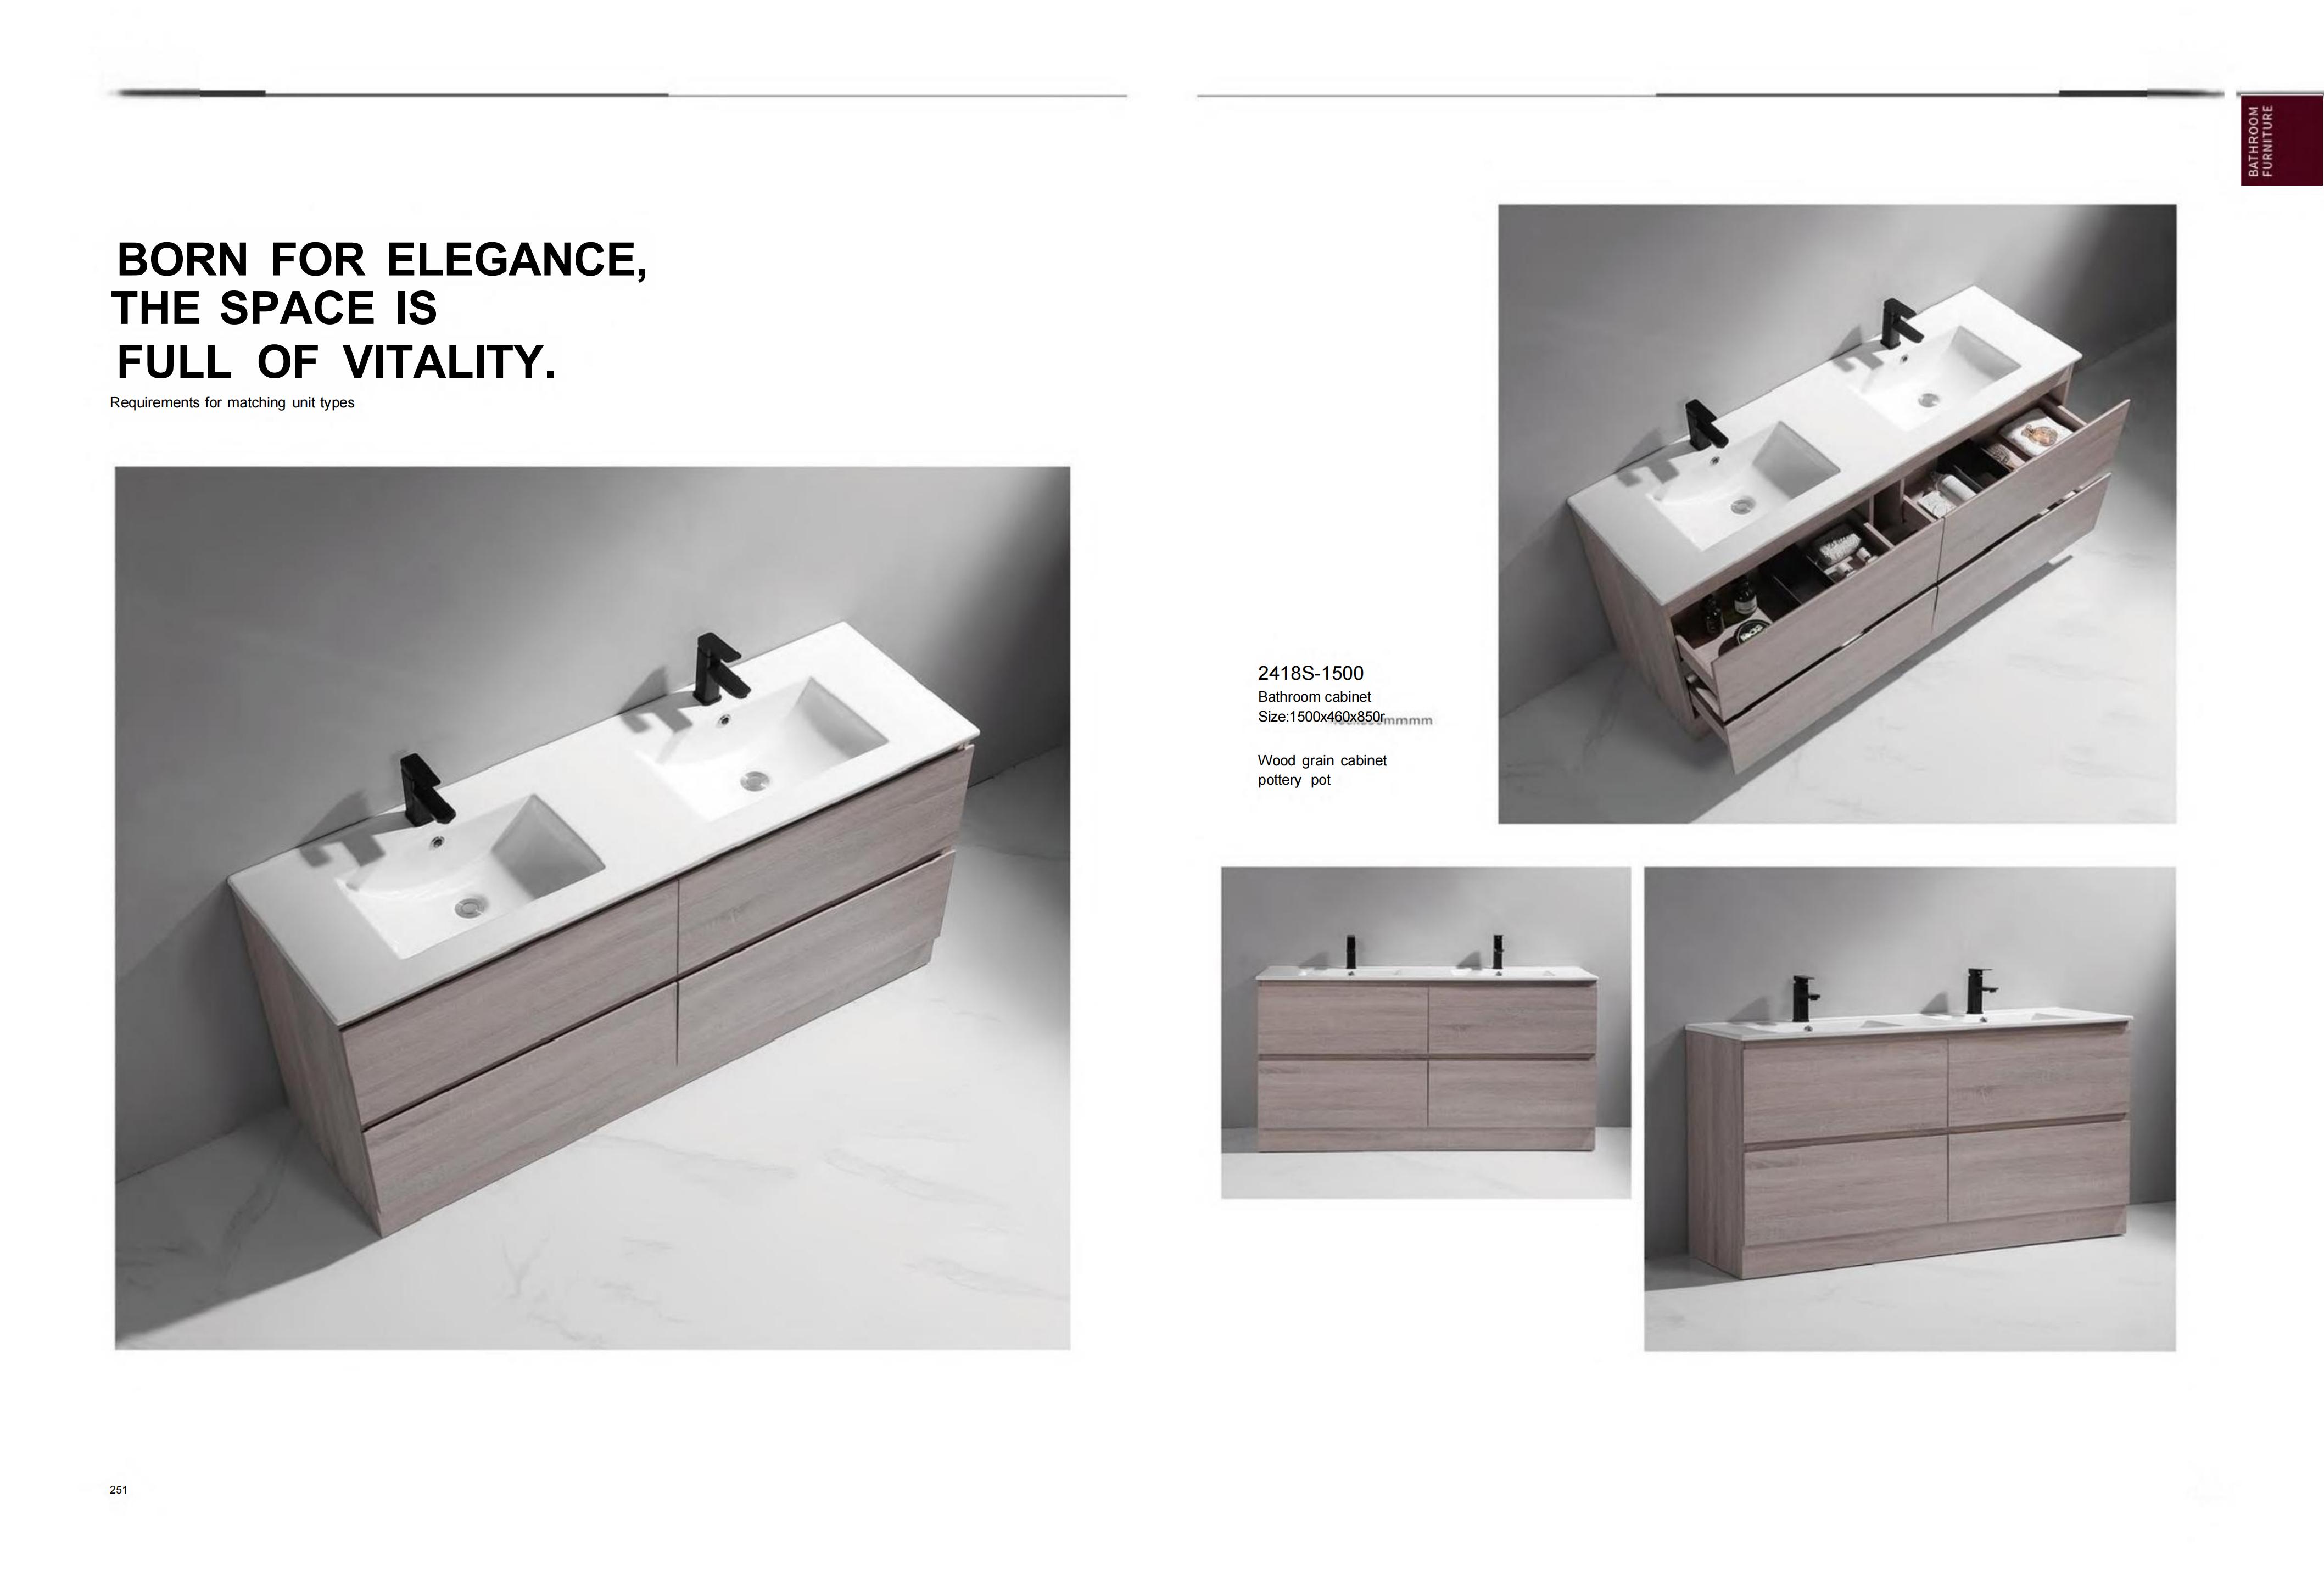 BATHROOM
FURNITURE
BORN FOR ELEGANCE,
THE SPACE IS
FULL OF VITALITY.
Requirements for matching unit types
2418S-1500
Bathroom cabinet
Size:1500x460x850mm
Wood grain cabinet
pottery pot
251